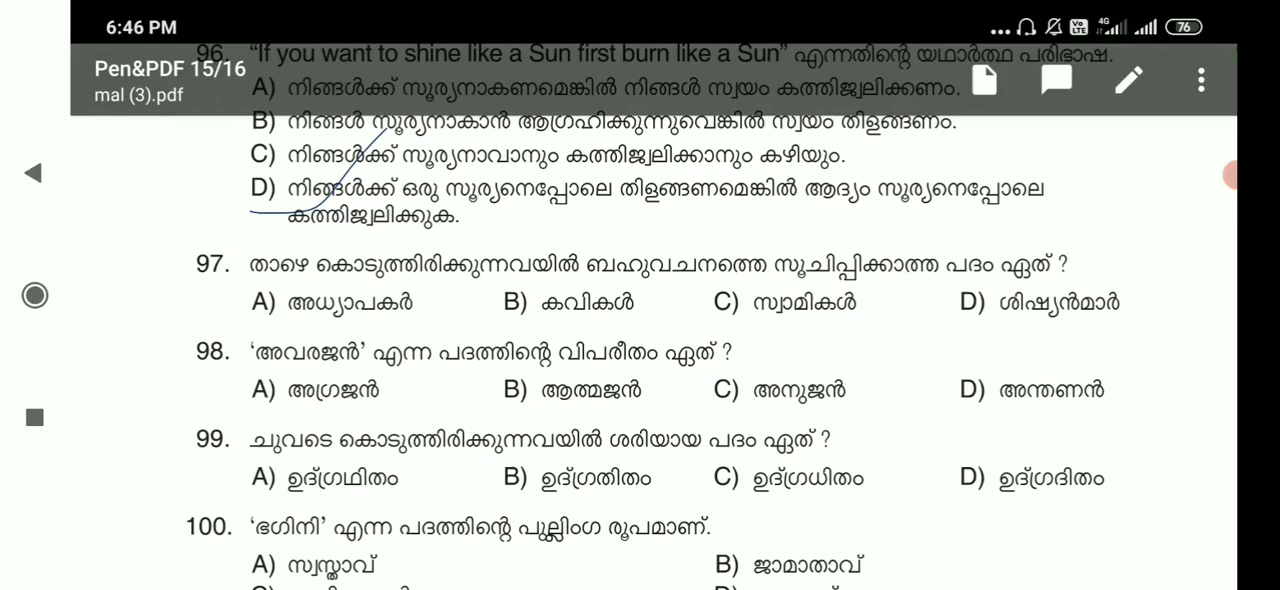 6:46 PM
4G
Vo LTE
76
96. “If you want to shine like a Sun first burn like a Sun” എന്നതിന്റെ യഥാർത്ഥ പരിഭാഷ.
Pen&PDF 15/16
mal (3).pdf
A) നിങ്ങൾക്ക് സൂര്യനാകണമെങ്കിൽ നിങ്ങൾ സ്വയം കത്തിജ്വലിക്കണം.
B) നിങ്ങൾ സൂര്യനാകാൻ ആഗ്രഹിക്കുന്നുവെങ്കിൽ സ്വയം തിളങ്ങണം.
C) നിങ്ങൾക്ക് സൂര്യനാവാനും കത്തിജ്വലിക്കാനും കഴിയും.
D) നിങ്ങൾക്ക് ഒരു സൂര്യനെപ്പോലെ തിളങ്ങണമെങ്കിൽ ആദ്യം സൂര്യനെപ്പോലെ
കത്തിജ്വലിക്കുക.
97. താഴെ കൊടുത്തിരിക്കുന്നവയിൽ ബഹുവചനത്തെ സൂചിപ്പിക്കാത്ത പദം ഏത് ?
A) അധ്യാപകർ B) കവികൾ C) സ്വാമികൾ D) ശിഷ്യൻമാർ
98. ‘അവരജൻ’ എന്ന പദത്തിന്റെ വിപരീതം ഏത് ?
A) അഗ്രജൻ B) ആത്മജൻ C) അനുജൻ D) അന്തണൻ
99. ചുവടെ കൊടുത്തിരിക്കുന്നവയിൽ ശരിയായ പദം ഏത് ?
A) ഉദ്ഗ്രഥിതം B) ഉദ്ഗ്രതിതം C) ഉദ്ഗ്രധിതം D) ഉദ്ഗ്രദിതം
100. ‘ഭഗിനി’ എന്ന പദത്തിന്റെ പുല്ലിംഗ രൂപമാണ്.
A) സ്വസ്താവ് B) ജാമാതാവ്